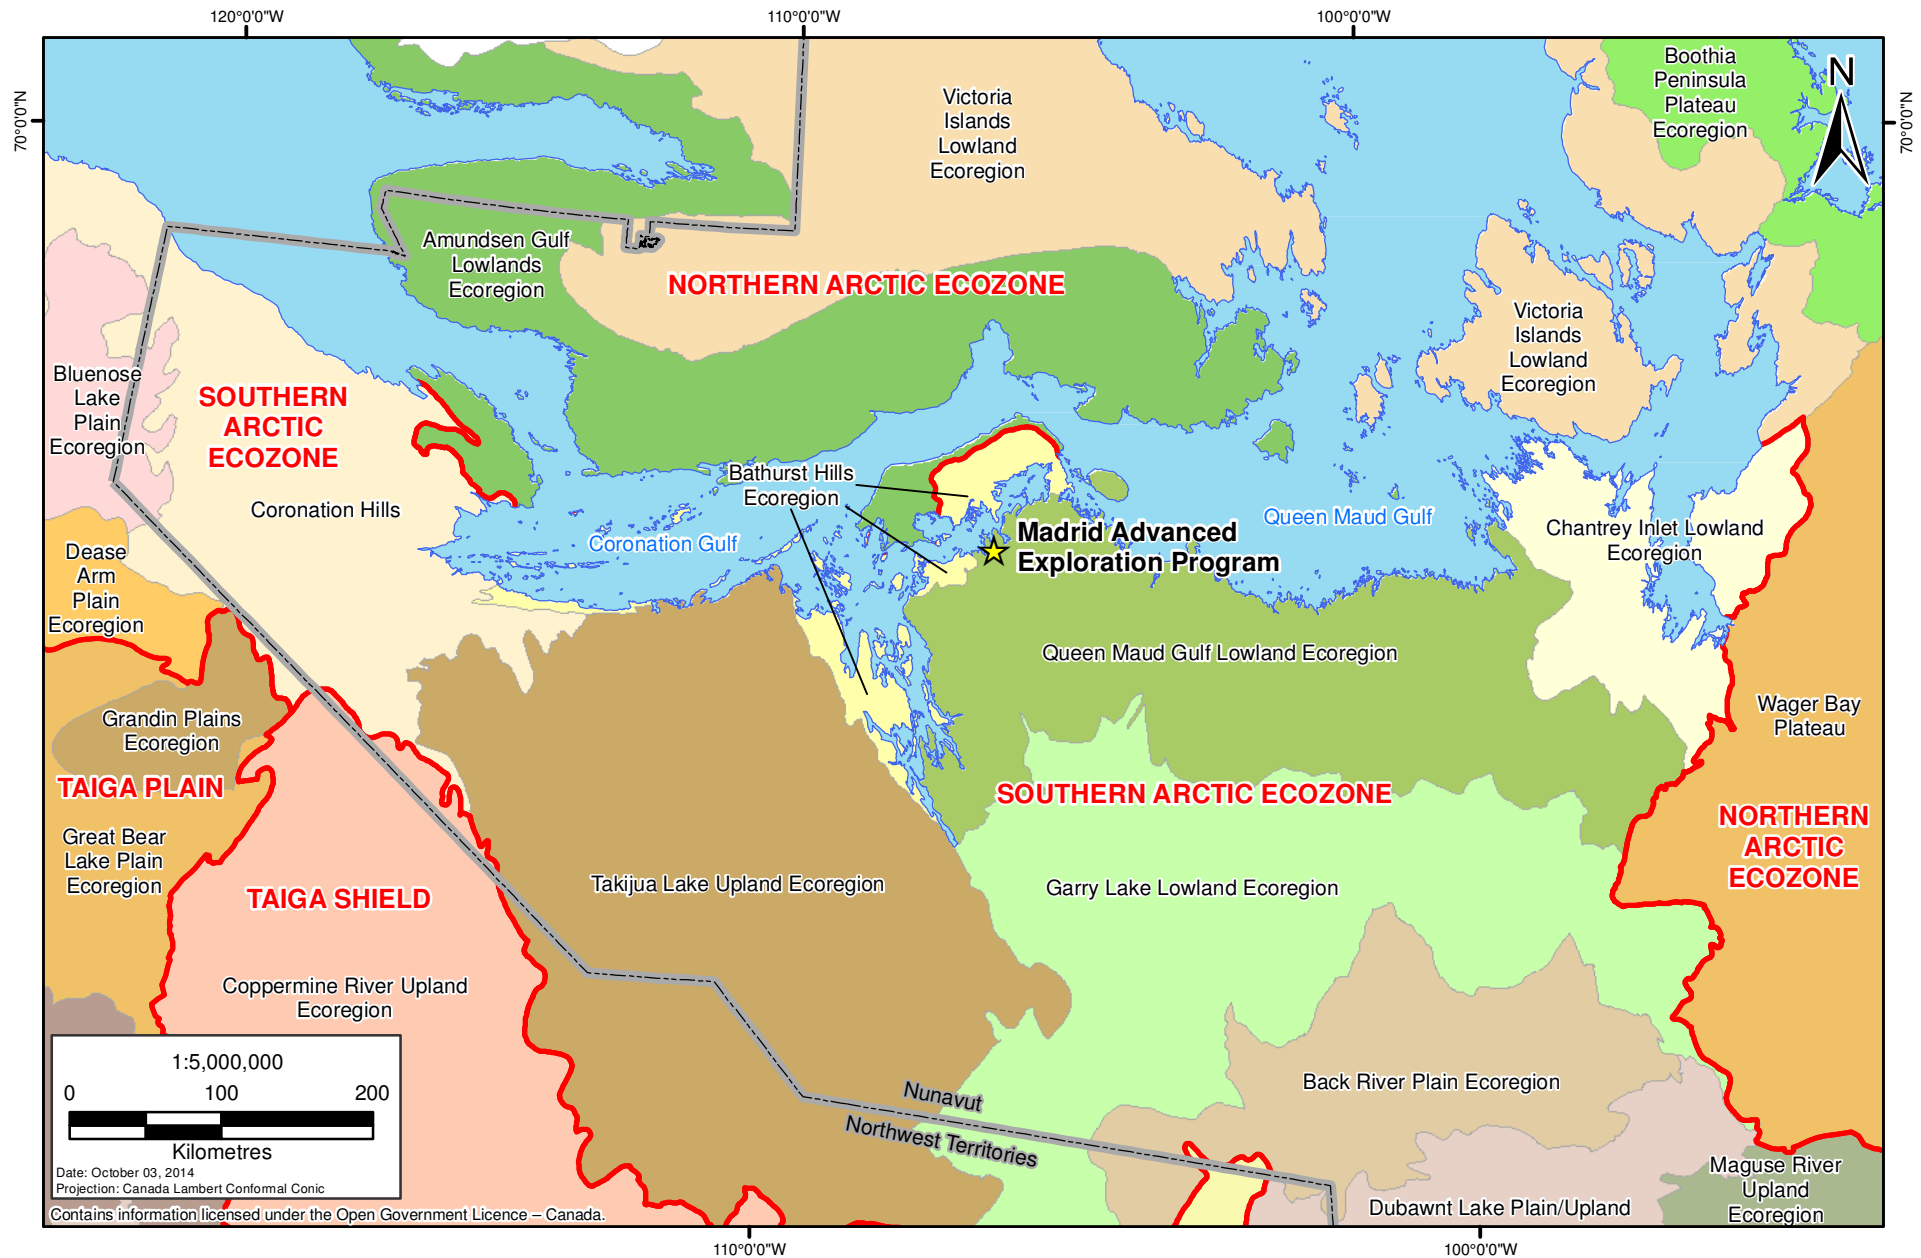 120°0'0"W
110°0'0"W
100°0'0"W
70°0'0"N
70°0'0"N
N
Boothia
Peninsula
Plateau
Ecoregion
Victoria
Islands
Lowland
Ecoregion
Amundsen Gulf
Lowlands
Ecoregion
NORTHERN ARCTIC ECOZONE
Victoria
Islands
Lowland
Ecoregion
Bluenose
Lake
Plain
Ecoregion
SOUTHERN
ARCTIC
ECOZONE
Coronation Hills
Bathurst Hills
Ecoregion
Coronation Gulf
Madrid Advanced
Exploration Program
Queen Maud Gulf
Chantrey Inlet Lowland
Ecoregion
Dease
Arm
Plain
Ecoregion
Queen Maud Gulf Lowland Ecoregion
Grandin Plains
Ecoregion
Wager Bay
Plateau
TAIGA PLAIN
SOUTHERN ARCTIC ECOZONE
NORTHERN
ARCTIC
ECOZONE
Great Bear
Lake Plain
Ecoregion
TAIGA SHIELD
Takijua Lake Upland Ecoregion
Garry Lake Lowland Ecoregion
Coppermine River Upland
Ecoregion
Back River Plain Ecoregion
Nunavut
Northwest Territories
Maguse River
Upland
Ecoregion
Dubawnt Lake Plain/Upland
1:5,000,000
0 100 200
Kilometres
Date: October 03, 2014
Projection: Canada Lambert Conformal Conic
Contains information licensed under the Open Government Licence – Canada.
110°0'0"W
100°0'0"W